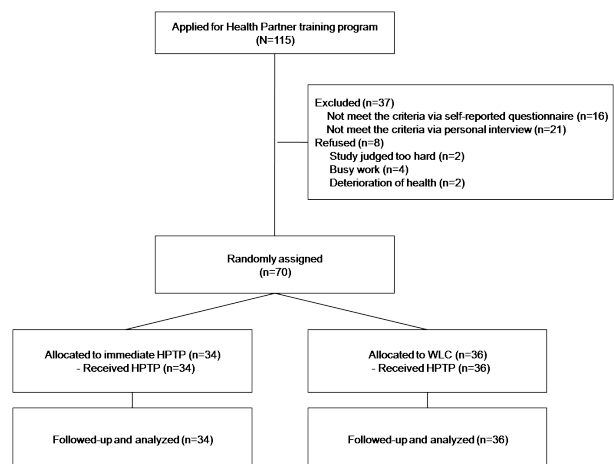 Applied for Health Partner training program
(N=115)
Excluded (n=37)
Not meet the criteria via self-reported questionnaire (n=16)
Not meet the criteria via personal interview (n=21)
Refused (n=8)
Study judged too hard (n=2)
Busy work (n=4)
Deterioration of health (n=2)
Randomly assigned
(n=70)
Allocated to immediate HPTP (n=34)
- Received HPTP (n=34)
Allocated to WLC (n=36)
- Received HPTP (n=36)
Followed-up and analyzed (n=34)
Followed-up and analyzed (n=36)